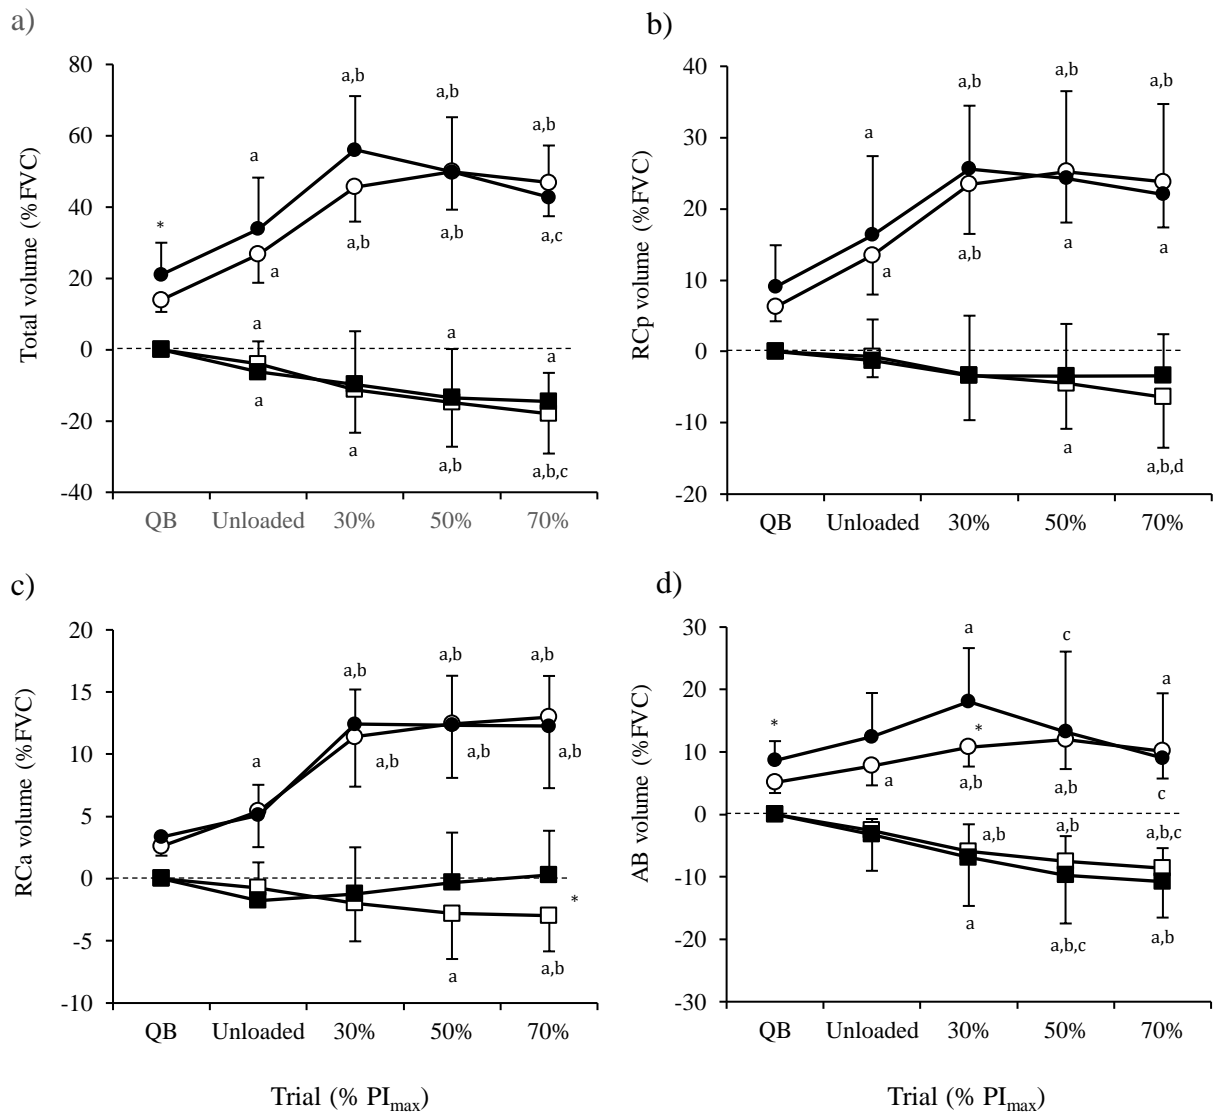 a)
80
60
40
20
0
-20
-40
Total volume (%FVC)
*
a
a,b
a,b
a,b
a
a,b
a,b
a,c
a
a
a
a
a
a,b
a,b,c
QB Unloaded 30% 50% 70%
b)
40
30
20
10
0
-10
-20
RCp volume (%FVC)
a
a,b
a,b
a,b
a
a,b
a
a
a
a,b,d
QB Unloaded 30% 50% 70%
c)
20
15
10
5
0
-5
-10
RCa volume (%FVC)
a
a,b
a,b
a,b
a,b
a,b
a,b
*
a
a,b
QB Unloaded 30% 50% 70%
Trial (% PImax)
d)
30
20
10
0
-10
-20
-30
AB volume (%FVC)
*
a
c
a
*
a
a,b
a,b
c
a,b
a,b
a,b,c
a
a,b,c
a,b
QB Unloaded 30% 50% 70%
Trial (% PImax)